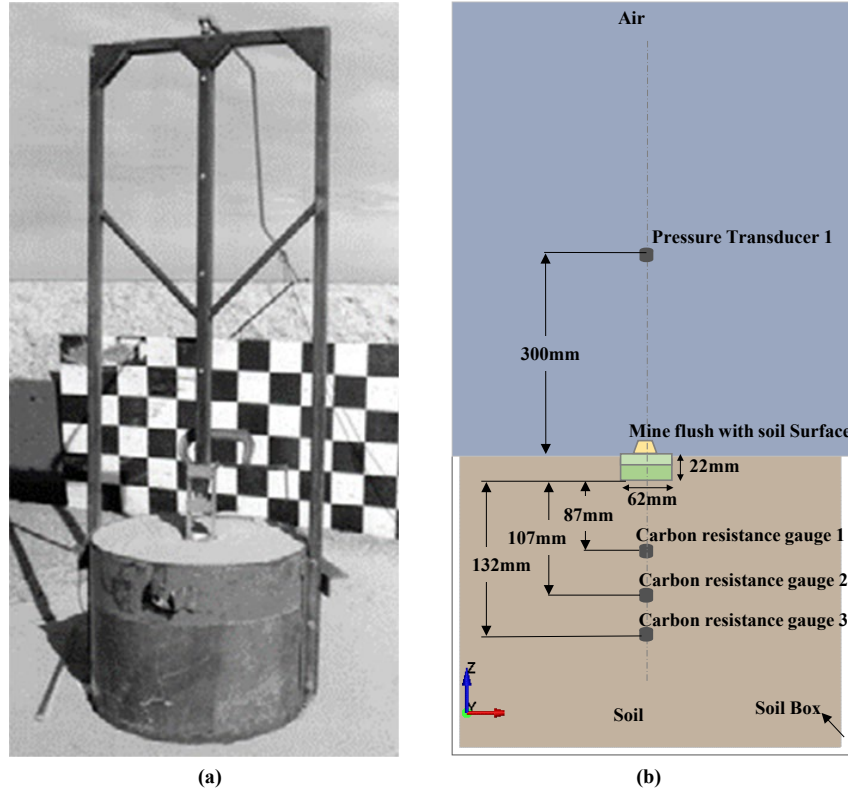 Air
Pressure Transducer 1
300mm
Mine flush with soil Surface
22mm
62mm
87mm
107mm
132mm
Carbon resistance gauge 1
Carbon resistance gauge 2
Carbon resistance gauge 3
Z
Y
Soil
Soil Box
(a)
(b)